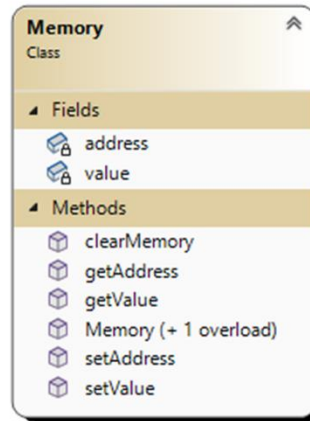 Memory
Class
Fields
address
value
Methods
clearMemory
getAddress
getValue
Memory (+ 1 overload)
setAddress
setValue